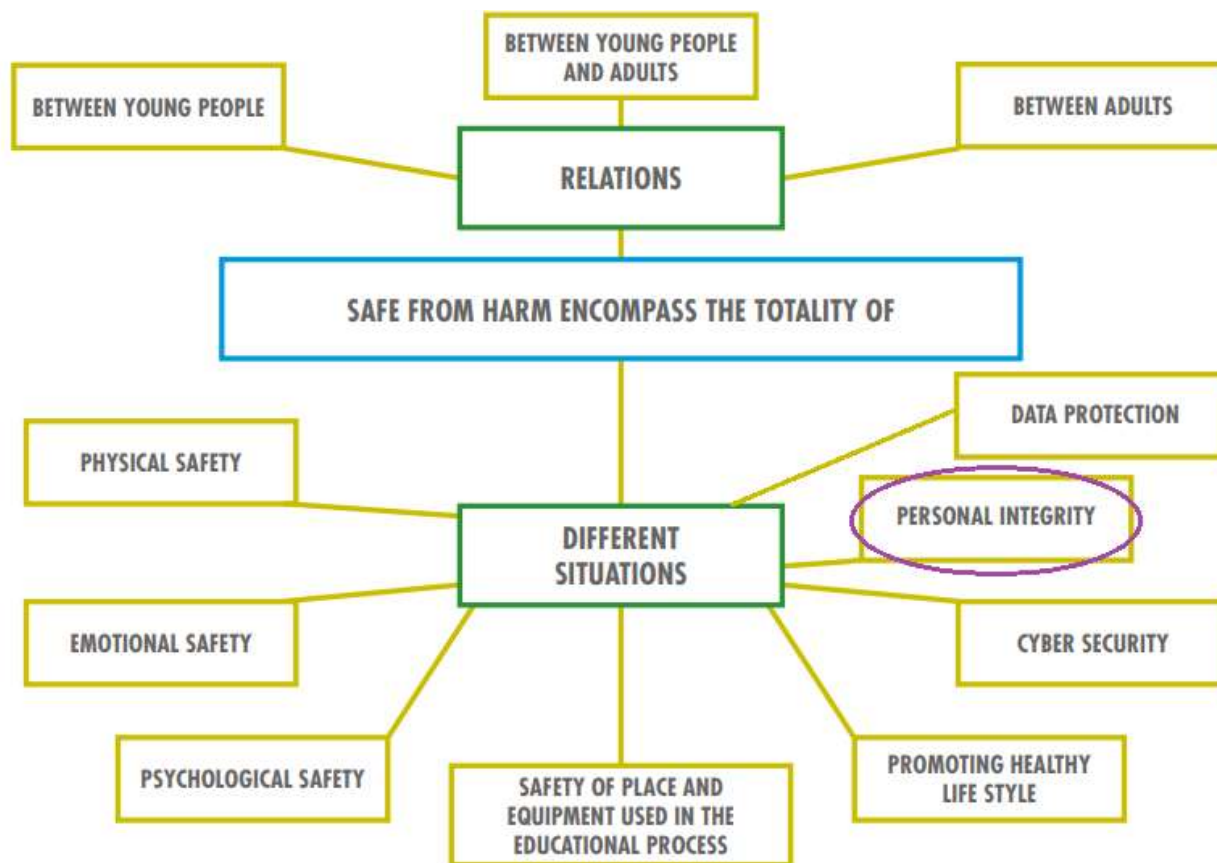 BETWEEN YOUNG PEOPLE
AND ADULTS
BETWEEN YOUNG PEOPLE
BETWEEN ADULTS
RELATIONS
SAFE FROM HARM ENCOMPASS THE TOTALITY OF
DATA PROTECTION
PHYSICAL SAFETY
PERSONAL INTEGRITY
DIFFERENT
SITUATIONS
EMOTIONAL SAFETY
CYBER SECURITY
PSYCHOLOGICAL SAFETY
SAFETY OF PLACE AND
EQUIPMENT USED IN THE
EDUCATIONAL PROCESS
PROMOTING HEALTHY
LIFE STYLE